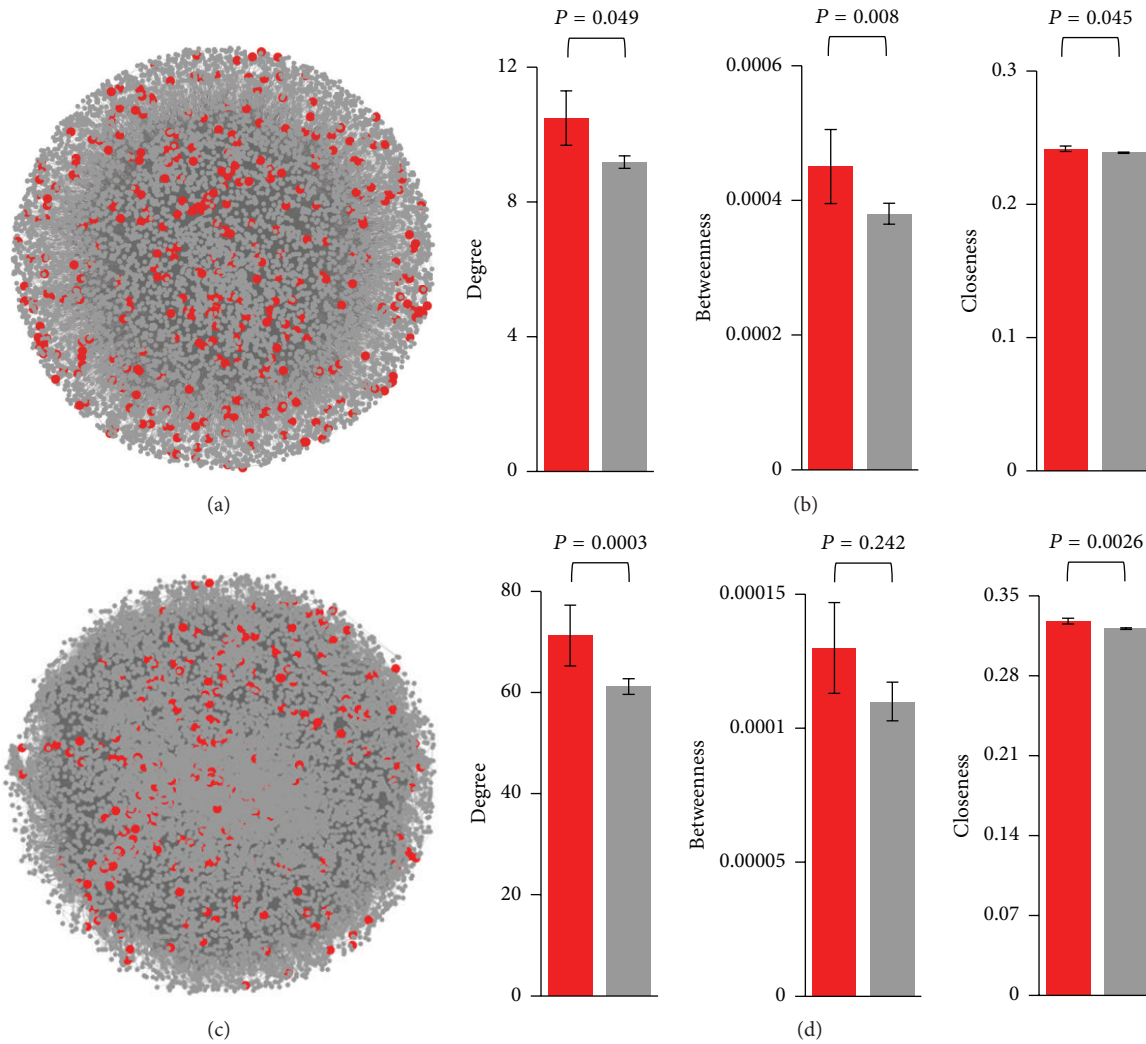 P = 0.049
12
8
4
0
Degree
P = 0.008
0.0006
0.0004
0.0002
0
Betweenness
P = 0.045
0.3
0.2
0.1
0
Closeness
(a)
(b)
P = 0.0003
80
60
40
20
0
Degree
P = 0.242
0.00015
0.0001
0.00005
0
Betweenness
P = 0.0026
0.35
0.28
0.21
0.14
0.07
0
Closeness
(c)
(d)